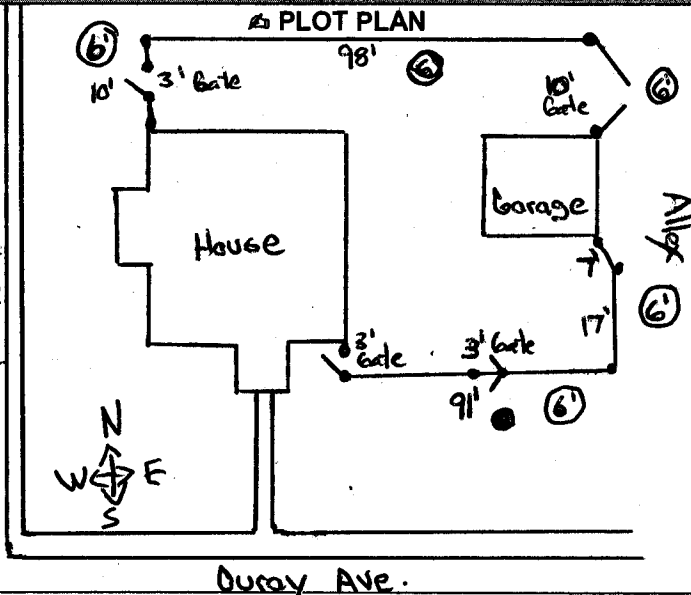 ✍ PLOT PLAN
6'
98'
6'
10'
3' Gate
10'
Gate
6'
House
Garage
Alley
7'
6'
17'
3'
Gate
3' Gate
91'
6'
N
W E
S
Duray Ave.